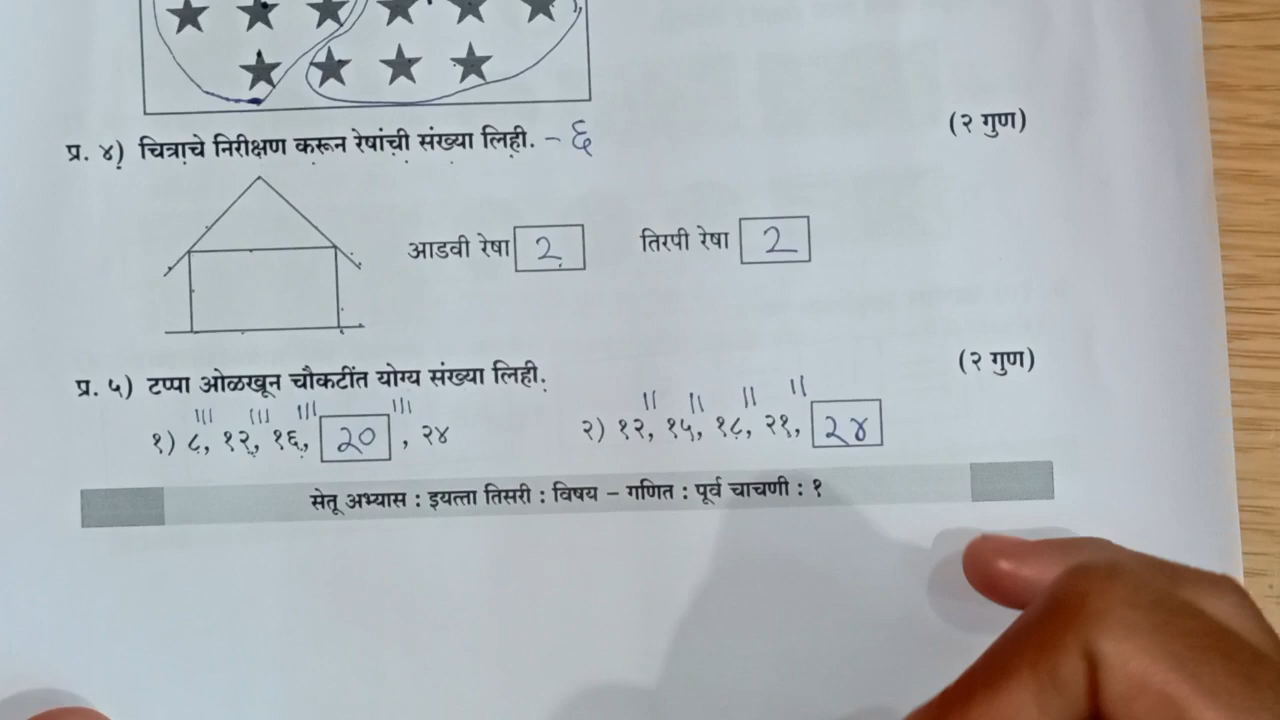 प्र. ४) चित्राचे निरीक्षण करून रेषांची संख्या लिही. – ६ (२ गुण)
आडवी रेषा 2 तिरपी रेषा 2
प्र. ५) टप्पा ओळखून चौकटींत योग्य संख्या लिही. (२ गुण)
१) ८, १२, १६, २० , २४ २) १२, १५, १८, २१, २४
सेतू अभ्यास : इयत्ता तिसरी : विषय – गणित : पूर्व चाचणी : १